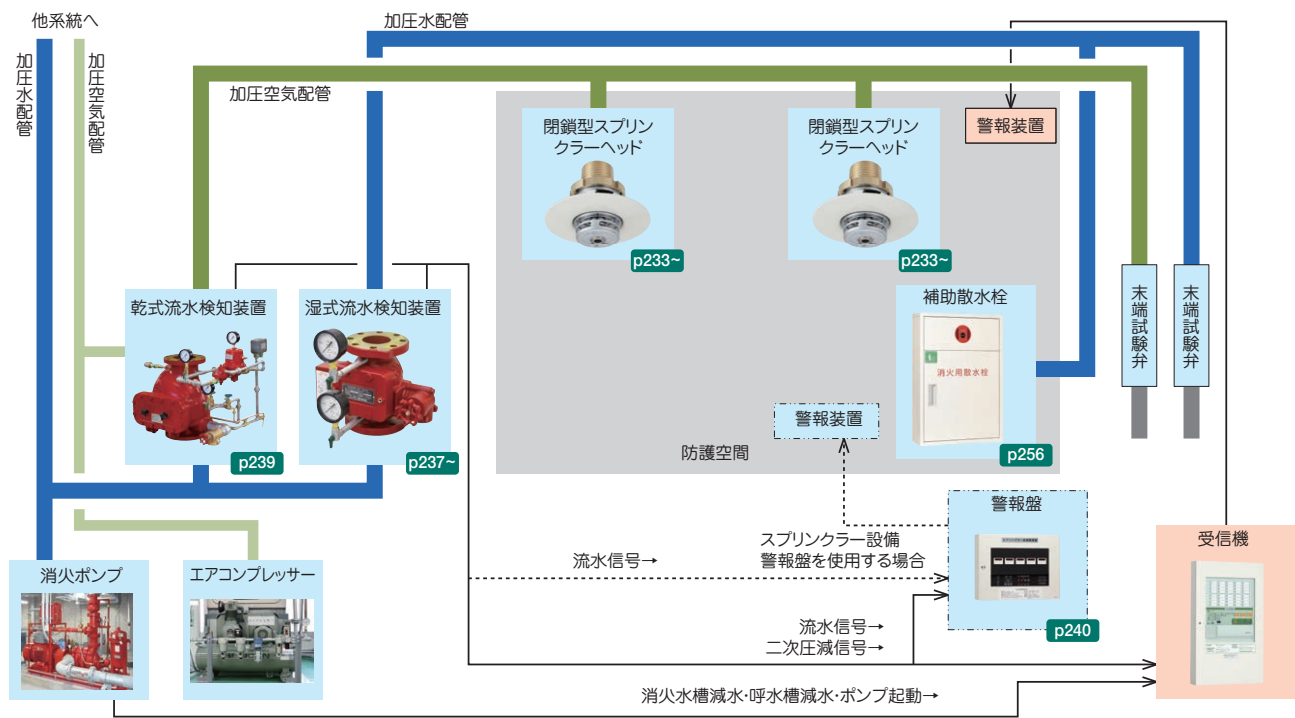 他系統へ
加圧水配管
加圧空気配管
加圧水配管
加圧空気配管
閉鎖型スプリン
クラーヘッド
p233~
閉鎖型スプリン
クラーヘッド
p233~
警報装置
乾式流水検知装置
p239
湿式流水検知装置
p237~
補助散水栓
消火用散水栓
p256
末端試験弁
末端試験弁
警報装置
防護空間
警報盤
p240
スプリンクラー設備
警報盤を使用する場合
流水信号→
流水信号→
二次圧減信号→
受信機
消火ポンプ
エアコンプレッサー
消火水槽減水・呼水槽減水・ポンプ起動→